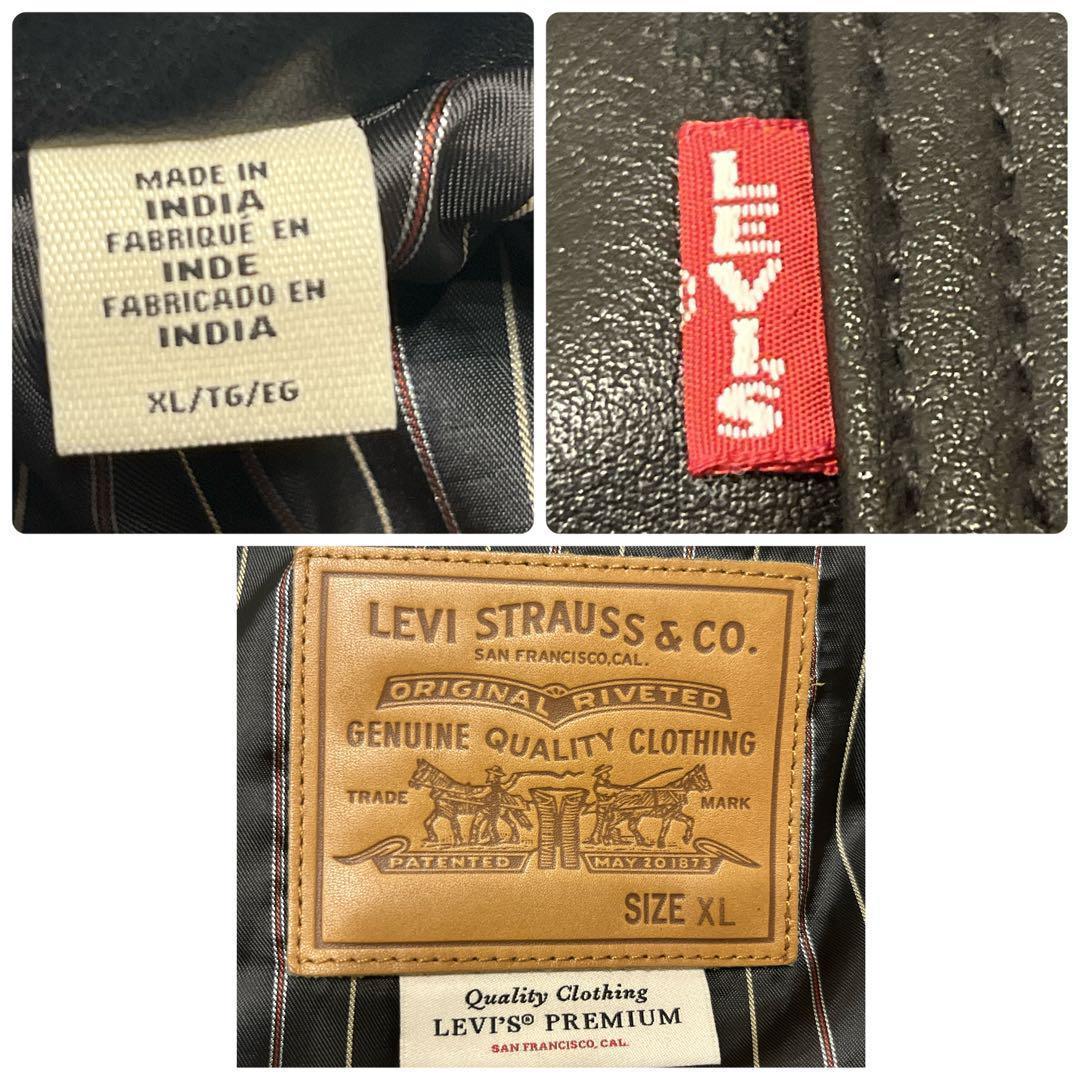 MADE IN
INDIA
FABRIQUÉ EN
INDE
FABRICADO EN
INDIA
XL/TG/EG
LEVI'S
®
LEVI STRAUSS & CO.
SAN FRANCISCO, CAL.
ORIGINAL RIVETED
GENUINE QUALITY CLOTHING
TRADE MARK
PATENTED MAY 20 1873
SIZE XL
Quality Clothing
LEVI'S® PREMIUM
SAN FRANCISCO, CAL.